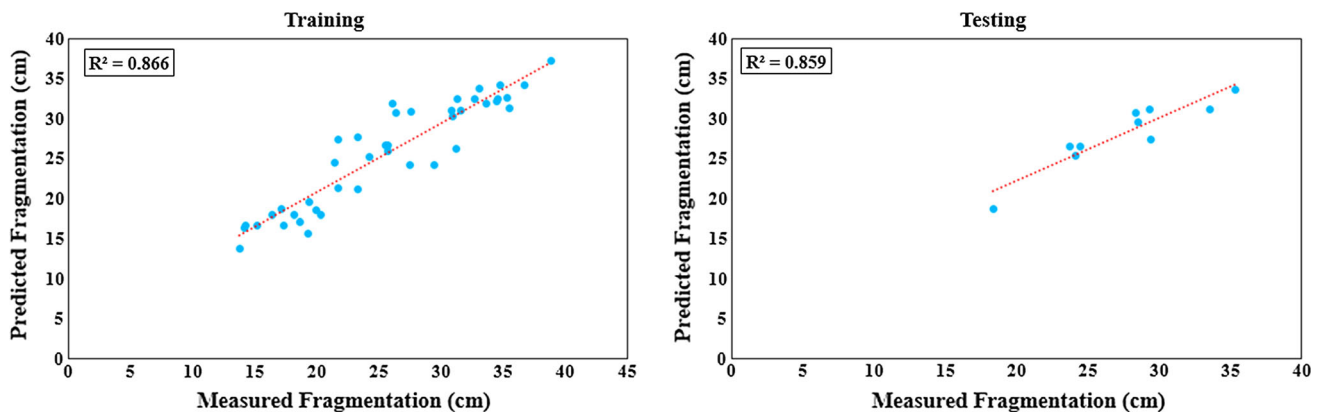 Training
R² = 0.866
Predicted Fragmentation (cm)
40
35
30
25
20
15
10
5
0
0 5 10 15 20 25 30 35 40 45
Measured Fragmentation (cm)
Testing
R² = 0.859
Predicted Fragmentation (cm)
40
35
30
25
20
15
10
5
0
0 5 10 15 20 25 30 35 40
Measured Fragmentation (cm)